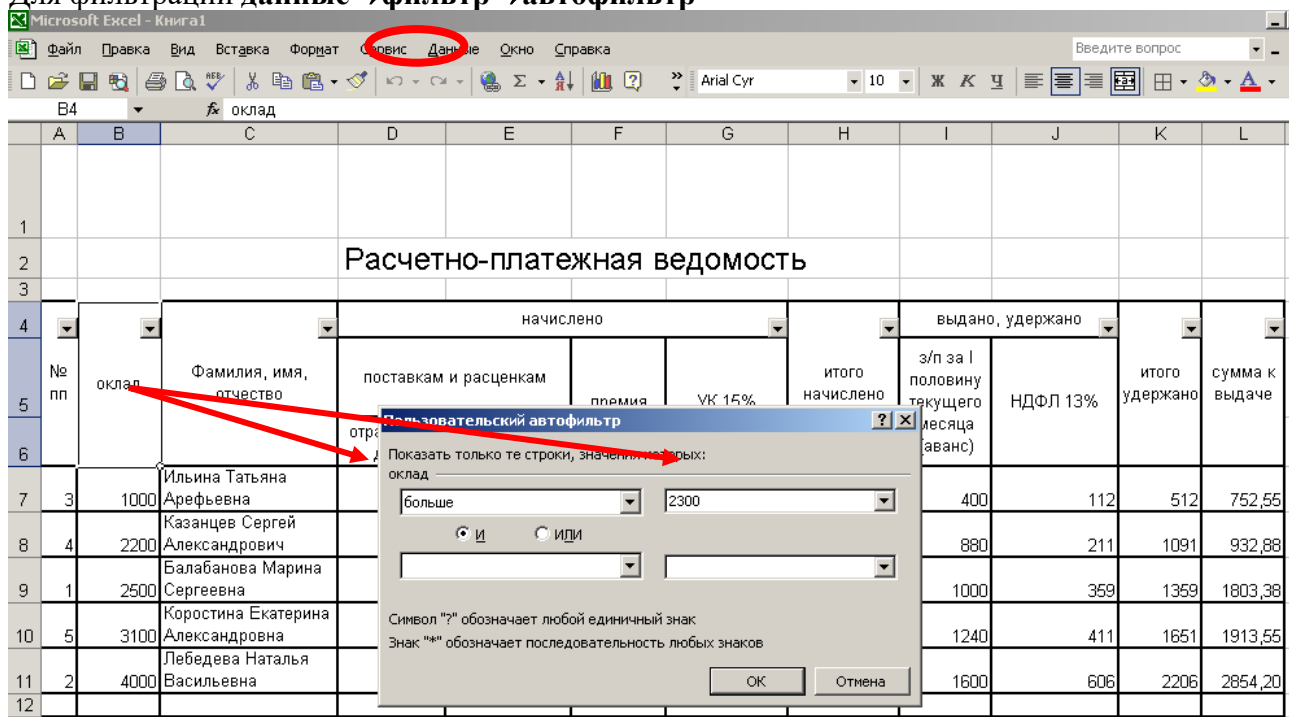 Для фильтрации данные→фильтр→автофильтр
Microsoft Excel - Книга1
Файл Правка Вид Вставка Формат Сервис Данные Окно Справка Введите вопрос
Arial Cyr 10 Ж К Ч
B4 fx оклад
A B C D E F G H I J K L
1
2 Расчетно-платежная ведомость
3
4 начислено выдано, удержано
5 № пп оклад Фамилия, имя, отчество поставкам и расценкам премия УК 15% итого начислено з/п за I половину текущего месяца (аванс) НДФЛ 13% итого удержано сумма к выдаче
6
Пользовательский автофильтр
Показать только те строки, значения которых:
оклад
больше 2300
И ИЛИ
Символ "?" обозначает любой единичный знак
Знак "*" обозначает последовательность любых знаков
OK Отмена
7 3 1000 Ильина Татьяна Арефьевна 400 112 512 752,55
8 4 2200 Казанцев Сергей Александрович 880 211 1091 932,88
9 1 2500 Балабанова Марина Сергеевна 1000 359 1359 1803,38
10 5 3100 Коростина Екатерина Александровна 1240 411 1651 1913,55
11 2 4000 Лебедева Наталья Васильевна 1600 606 2206 2854,20
12